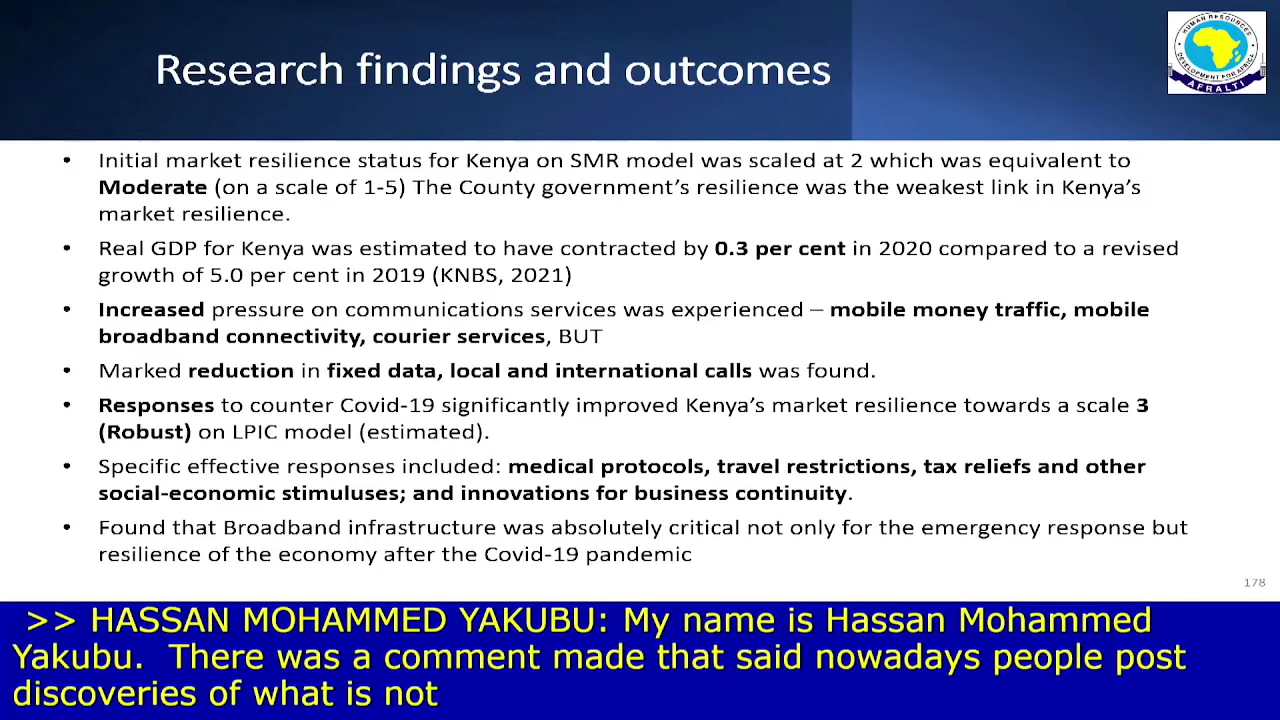 Research findings and outcomes
HUMAN RESOURCES
DEVELOPMENT FOR AFRICA
AFRALTI
• Initial market resilience status for Kenya on SMR model was scaled at 2 which was equivalent to
Moderate (on a scale of 1-5) The County government’s resilience was the weakest link in Kenya’s
market resilience.
• Real GDP for Kenya was estimated to have contracted by 0.3 per cent in 2020 compared to a revised
growth of 5.0 per cent in 2019 (KNBS, 2021)
• Increased pressure on communications services was experienced – mobile money traffic, mobile
broadband connectivity, courier services, BUT
• Marked reduction in fixed data, local and international calls was found.
• Responses to counter Covid-19 significantly improved Kenya’s market resilience towards a scale 3
(Robust) on LPIC model (estimated).
• Specific effective responses included: medical protocols, travel restrictions, tax reliefs and other
social-economic stimuluses; and innovations for business continuity.
• Found that Broadband infrastructure was absolutely critical not only for the emergency response but
resilience of the economy after the Covid-19 pandemic
178
>> HASSAN MOHAMMED YAKUBU: My name is Hassan Mohammed
Yakubu. There was a comment made that said nowadays people post
discoveries of what is not